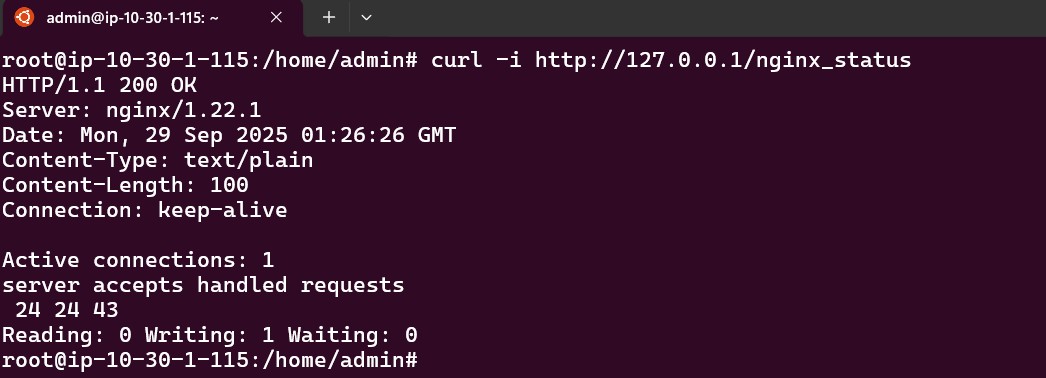 admin@ip-10-30-1-115: ~
root@ip-10-30-1-115:/home/admin# curl -i http://127.0.0.1/nginx_status
HTTP/1.1 200 OK
Server: nginx/1.22.1
Date: Mon, 29 Sep 2025 01:26:26 GMT
Content-Type: text/plain
Content-Length: 100
Connection: keep-alive

Active connections: 1
server accepts handled requests
 24 24 43
Reading: 0 Writing: 1 Waiting: 0
root@ip-10-30-1-115:/home/admin#